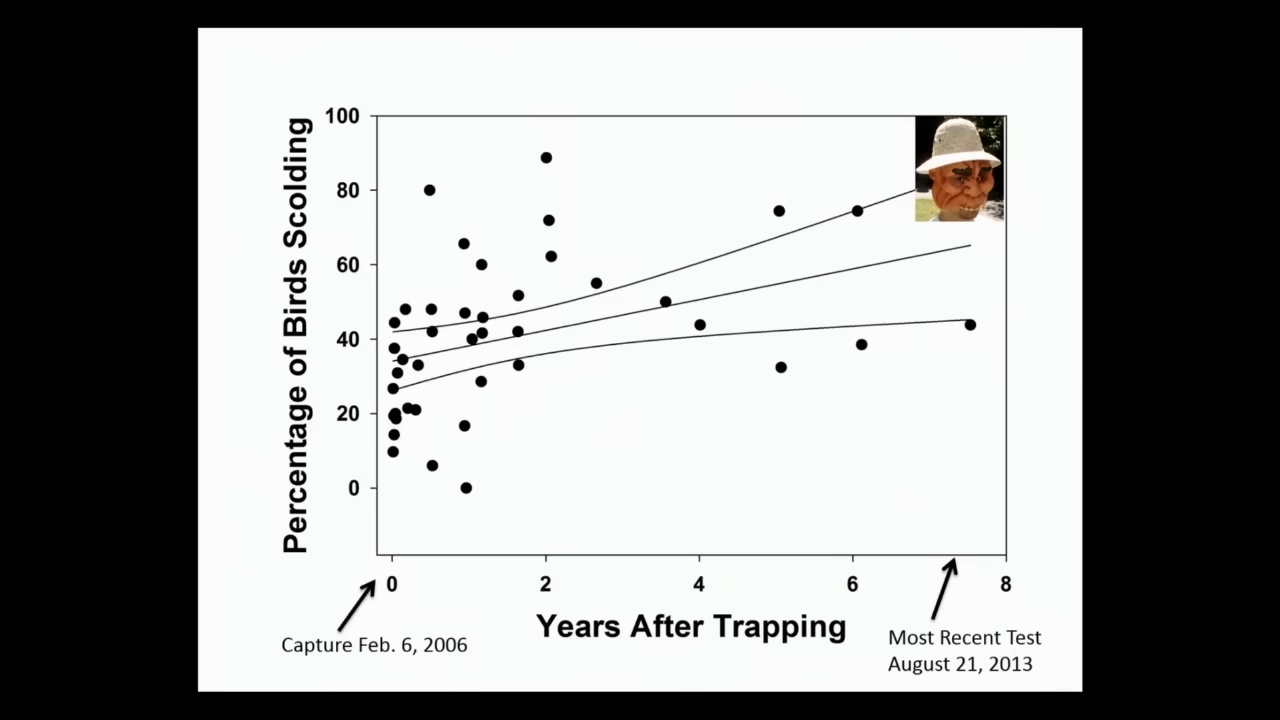 Percentage of Birds Scolding
100
80
60
40
20
0
0 2 4 6 8
Years After Trapping
Capture Feb. 6, 2006
Most Recent Test
August 21, 2013